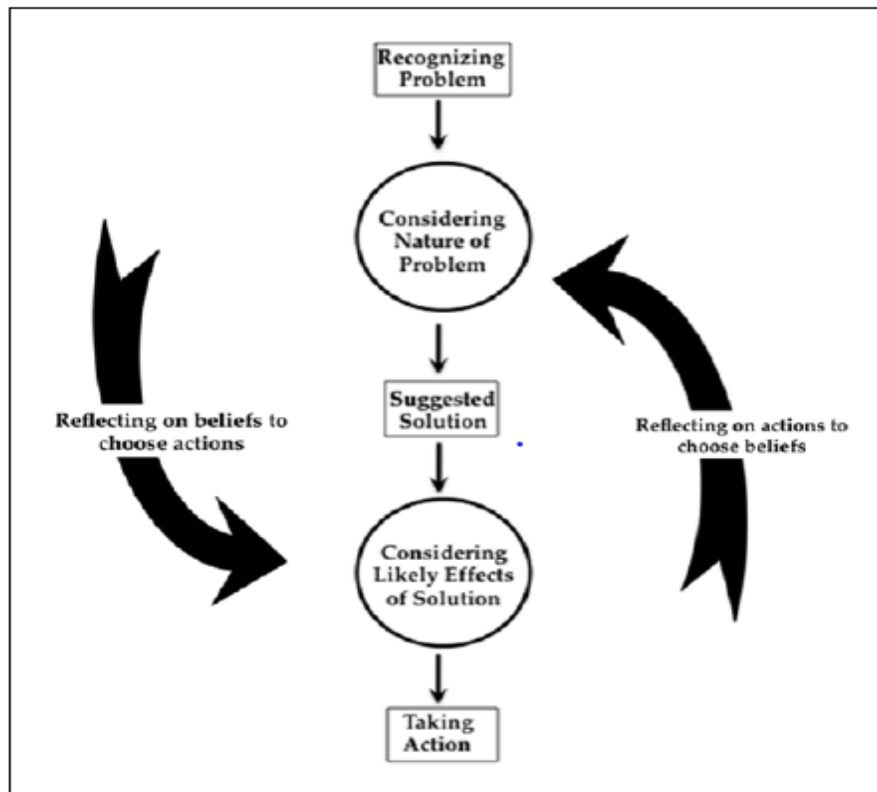 Recognizing
Problem
Considering
Nature of
Problem
Suggested
Solution
Reflecting on beliefs to
choose actions
Reflecting on actions to
choose beliefs
Considering
Likely Effects
of Solution
Taking
Action